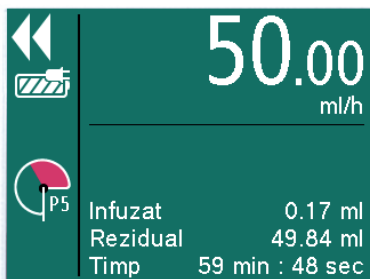 50.00
ml/h
P5
Infuzat 0.17 ml
Rezidual 49.84 ml
Timp 59 min : 48 sec